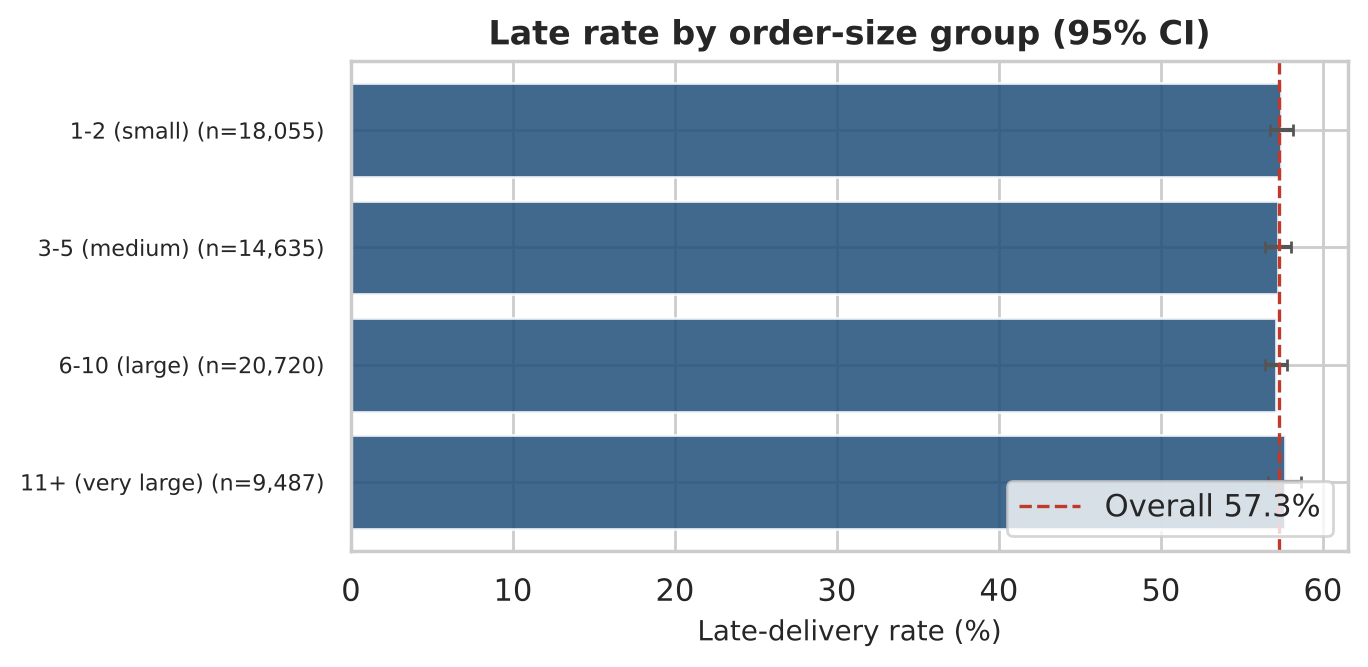 Late rate by order-size group (95% CI)
1-2 (small) (n=18,055)
3-5 (medium) (n=14,635)
6-10 (large) (n=20,720)
11+ (very large) (n=9,487)
Overall 57.3%
0 10 20 30 40 50 60
Late-delivery rate (%)